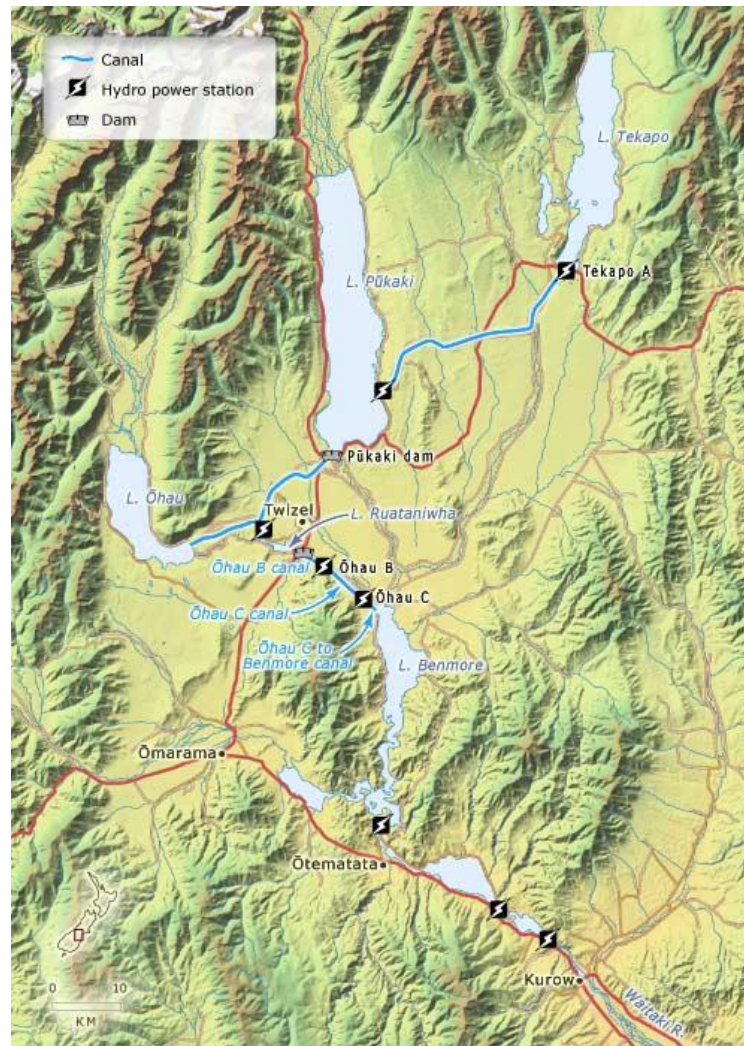 Canal
Hydro power station
Dam
L. Tekapo
Tekapo A
L. Pūkaki
Pūkaki dam
L. Ōhau
Twizel
L. Ruataniwha
Ōhau B canal
Ōhau B
Ōhau C canal
Ōhau C
Ōhau C to
Benmore canal
L. Benmore
Ōmarama
Ōtematata
Kurow
Waitaki R.
0 10
KM